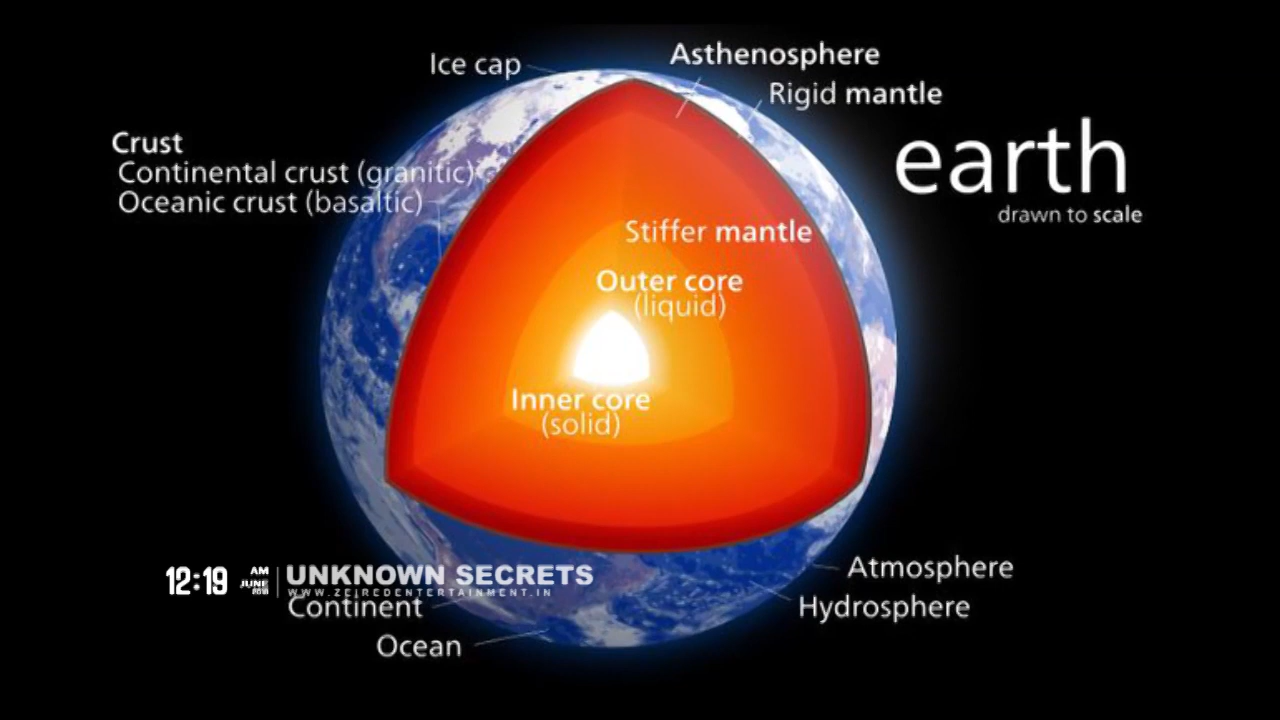 Ice cap
Asthenosphere
Rigid mantle
earth
drawn to scale
Crust
Continental crust (granitic)
Oceanic crust (basaltic)
Stiffer mantle
Outer core
(liquid)
Inner core
(solid)
12:19
AM
JUNE
UNKNOWN SECRETS
Continent
Ocean
Atmosphere
Hydrosphere